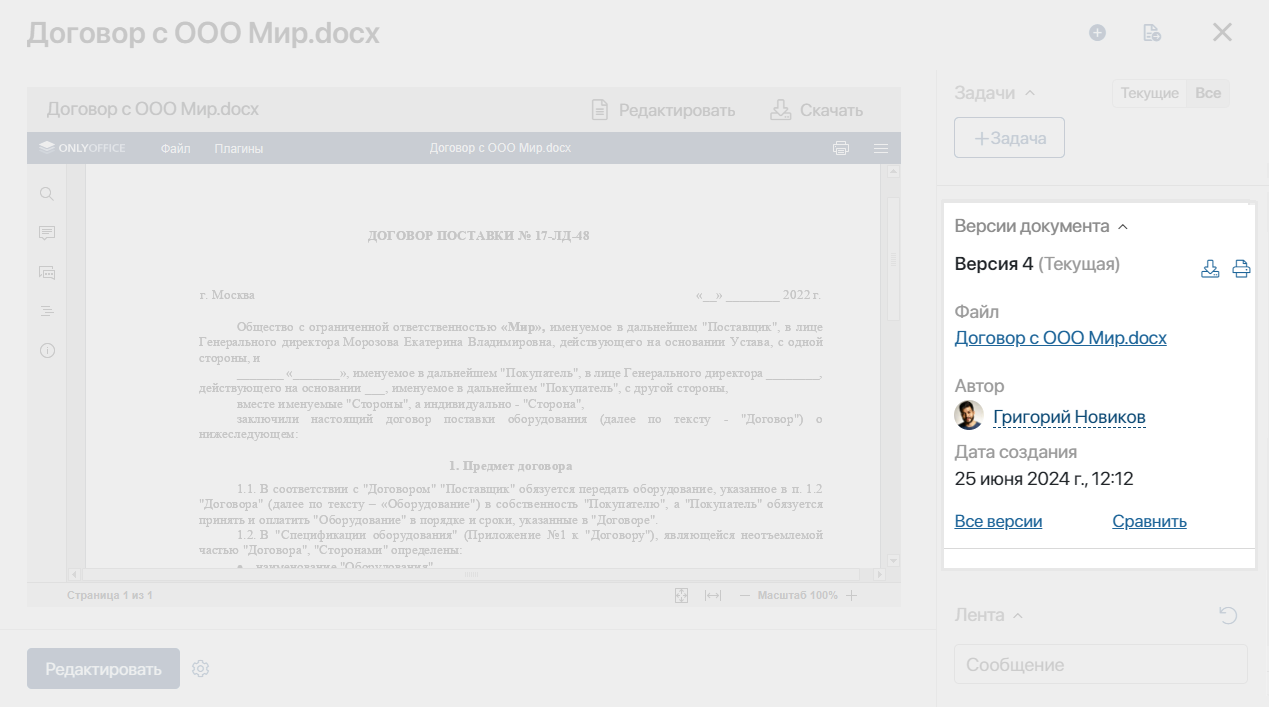 Договор с ООО Мир.docx
Договор с ООО Мир.docx
Редактировать
Скачать
ONLYOFFICE
Файл
Плагины
Договор с ООО Мир.docx
ДОГОВОР ПОСТАВКИ № 17-ЛД-48
г. Москва
«__» ________ 2022 г.
Общество с ограниченной ответственностью «Мир», именуемое в дальнейшем "Поставщик", в лице
Генерального директора Морозова Екатерина Владимировна, действующего на основании Устава, с одной
стороны, и
_______ «_______», именуемое в дальнейшем "Покупатель", в лице Генерального директора ________,
действующего на основании ___, именуемое в дальнейшем "Покупатель", с другой стороны,
вместе именуемые "Стороны", а индивидуально - "Сторона",
заключили настоящий договор поставки оборудования (далее по тексту - "Договор") о
нижеследующем:
1. Предмет договора
1.1. В соответствии с "Договором" "Поставщик" обязуется передать оборудование, указанное в п. 1.2
"Договора" (далее по тексту – «Оборудование») в собственность "Покупателю", а "Покупатель" обязуется
принять и оплатить "Оборудование" в порядке и сроки, указанные в "Договоре".
1.2. В "Спецификации оборудования" (Приложение №1 к "Договору"), являющейся неотъемлемой
частью "Договора", "Сторонами" определены:
• наименование "Оборудования"
Страница 1 из 1
Масштаб 100%
Редактировать
Задачи
Текущие
Все
+Задача
Версии документа
Версия 4 (Текущая)
Файл
Договор с ООО Мир.docx
Автор
Григорий Новиков
Дата создания
25 июня 2024 г., 12:12
Все версии
Сравнить
Лента
Сообщение